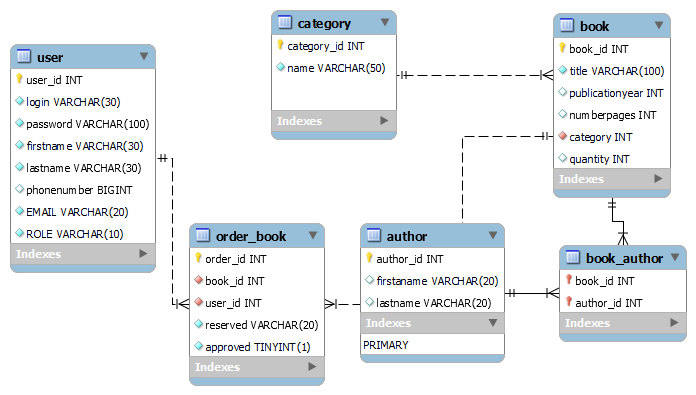 category
category_id INT
name VARCHAR(50)
Indexes
book
book_id INT
title VARCHAR(100)
publicationyear INT
numberpages INT
category INT
quantity INT
Indexes
user
user_id INT
login VARCHAR(30)
password VARCHAR(100)
firstname VARCHAR(30)
lastname VARCHAR(30)
phonenumber BIGINT
EMAIL VARCHAR(20)
ROLE VARCHAR(10)
Indexes
order_book
order_id INT
book_id INT
user_id INT
reserved VARCHAR(20)
approved TINYINT(1)
Indexes
author
author_id INT
firstaname VARCHAR(20)
lastname VARCHAR(20)
Indexes
PRIMARY
book_author
book_id INT
author_id INT
Indexes